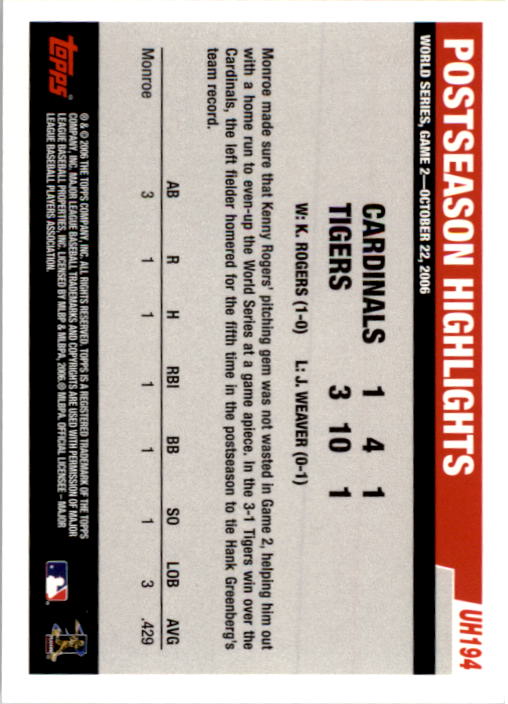 POSTSEASON HIGHLIGHTS
UH194
WORLD SERIES, GAME 2—OCTOBER 22, 2006
CARDINALS 1 4 1
TIGERS 3 10 1
W: K. ROGERS (1-0) L: J. WEAVER (0-1)
Monroe made sure that Kenny Rogers' pitching gem was not wasted in Game 2, helping him out
with a home run to even-up the World Series at a game apiece. In the 3-1 Tigers win over the
Cardinals, the left fielder homered for the fifth time in the postseason to tie Hank Greenberg's
team record.
AB R H RBI BB SO LOB AVG
Monroe 3 1 1 1 1 1 3 .429
topps®
® & © 2006 THE TOPPS COMPANY, INC. ALL RIGHTS RESERVED. TOPPS IS A REGISTERED TRADEMARK OF THE TOPPS
COMPANY, INC. MAJOR LEAGUE BASEBALL TRADEMARKS AND COPYRIGHTS ARE USED WITH PERMISSION OF MAJOR
LEAGUE BASEBALL PROPERTIES, INC. LICENSED BY MLBP & MLBPA, 2006.© MLBPA. OFFICIAL LICENSEE – MAJOR
LEAGUE BASEBALL PLAYERS ASSOCIATION.